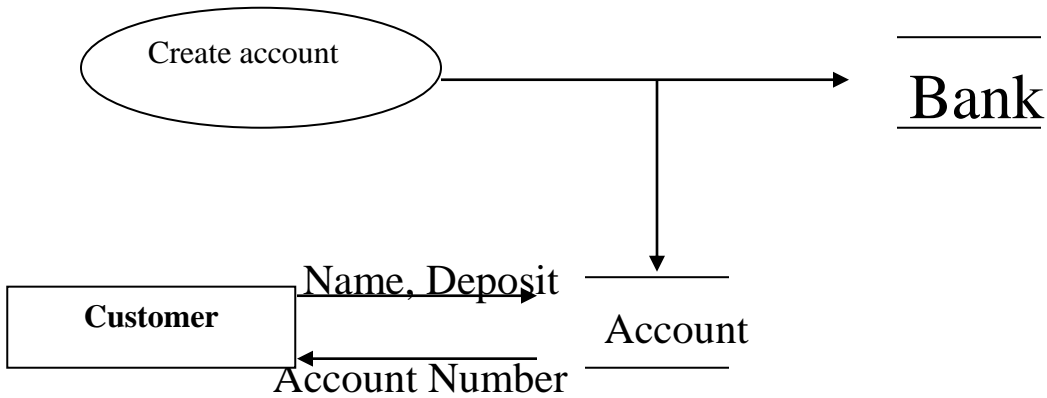 Create account
Bank
Name, Deposit
Customer
Account
Account Number